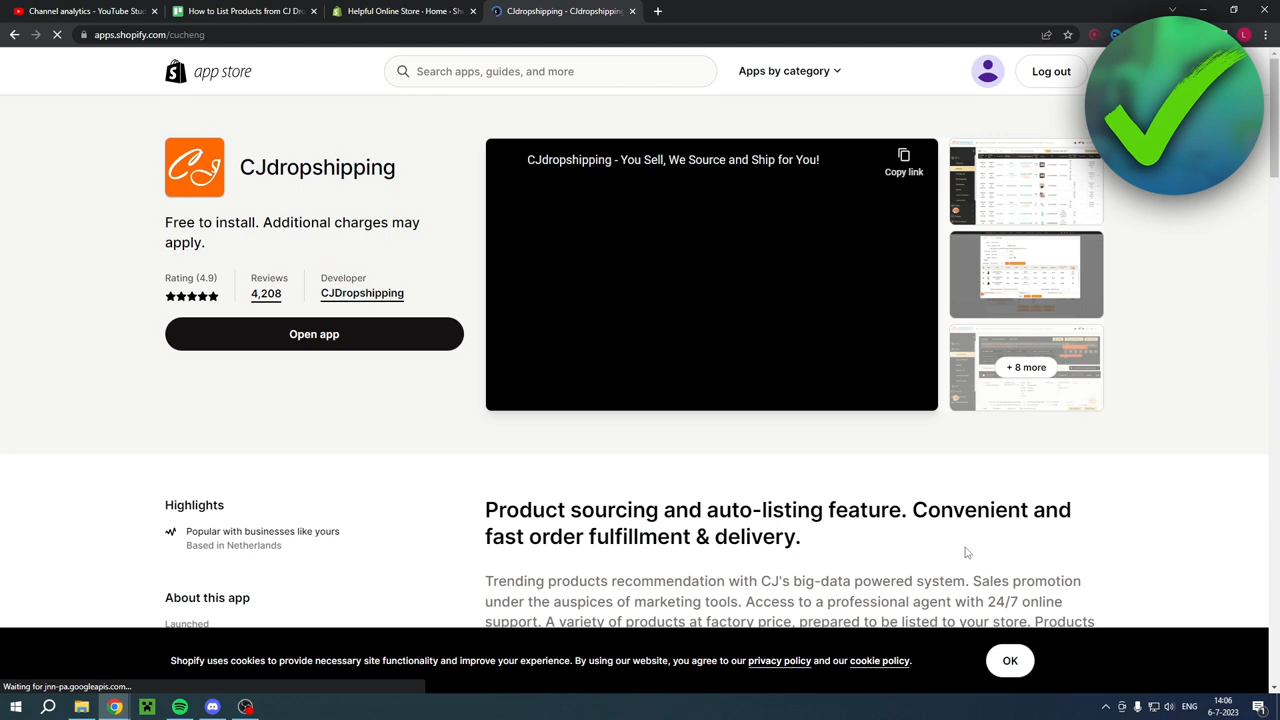 Channel analytics - YouTube Stu
How to List Products from CJ Dr
Helpful Online Store - Home - Sh
CJdropshipping - CJdropshippin
apps.shopify.com/cucheng
app store
Search apps, guides, and more
Apps by category
Log out
CJ
CJdropshipping
Free to install. Additional charges may
apply.
Rating (4.9)
Reviews
4,208
Open app
CJdropshipping - You Sell, We Source and Ship for You!
Copy link
+ 8 more
Highlights
Popular with businesses like yours
Based in Netherlands
About this app
Launched
Product sourcing and auto-listing feature. Convenient and
fast order fulfillment & delivery.
Trending products recommendation with CJ's big-data powered system. Sales promotion
under the auspices of marketing tools. Access to a professional agent with 24/7 online
support. A variety of products at factory price, prepared to be listed to your store. Products
Shopify uses cookies to provide necessary site functionality and improve your experience. By using our website, you agree to our privacy policy and our cookie policy.
OK
Waiting for jnn-pa.googleapis.com...
ENG
14:06
6-7-2023